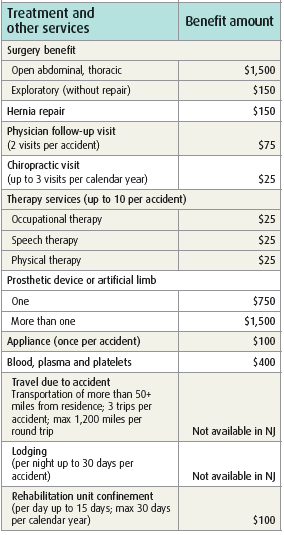 Treatment and
other services
Benefit amount
Surgery benefit
Open abdominal, thoracic $1,500
Exploratory (without repair) $150
Hernia repair $150
Physician follow-up visit
(2 visits per accident) $75
Chiropractic visit
(up to 3 visits per calendar year) $25
Therapy services (up to 10 per accident)
Occupational therapy $25
Speech therapy $25
Physical therapy $25
Prosthetic device or artificial limb
One $750
More than one $1,500
Appliance (once per accident) $100
Blood, plasma and platelets $400
Travel due to accident
Transportation of more than 50+
miles from residence; 3 trips per
accident; max 1,200 miles per
round trip Not available in NJ
Lodging
(per night up to 30 days per
accident) Not available in NJ
Rehabilitation unit confinement
(per day up to 15 days; max 30 days
per calendar year) $100